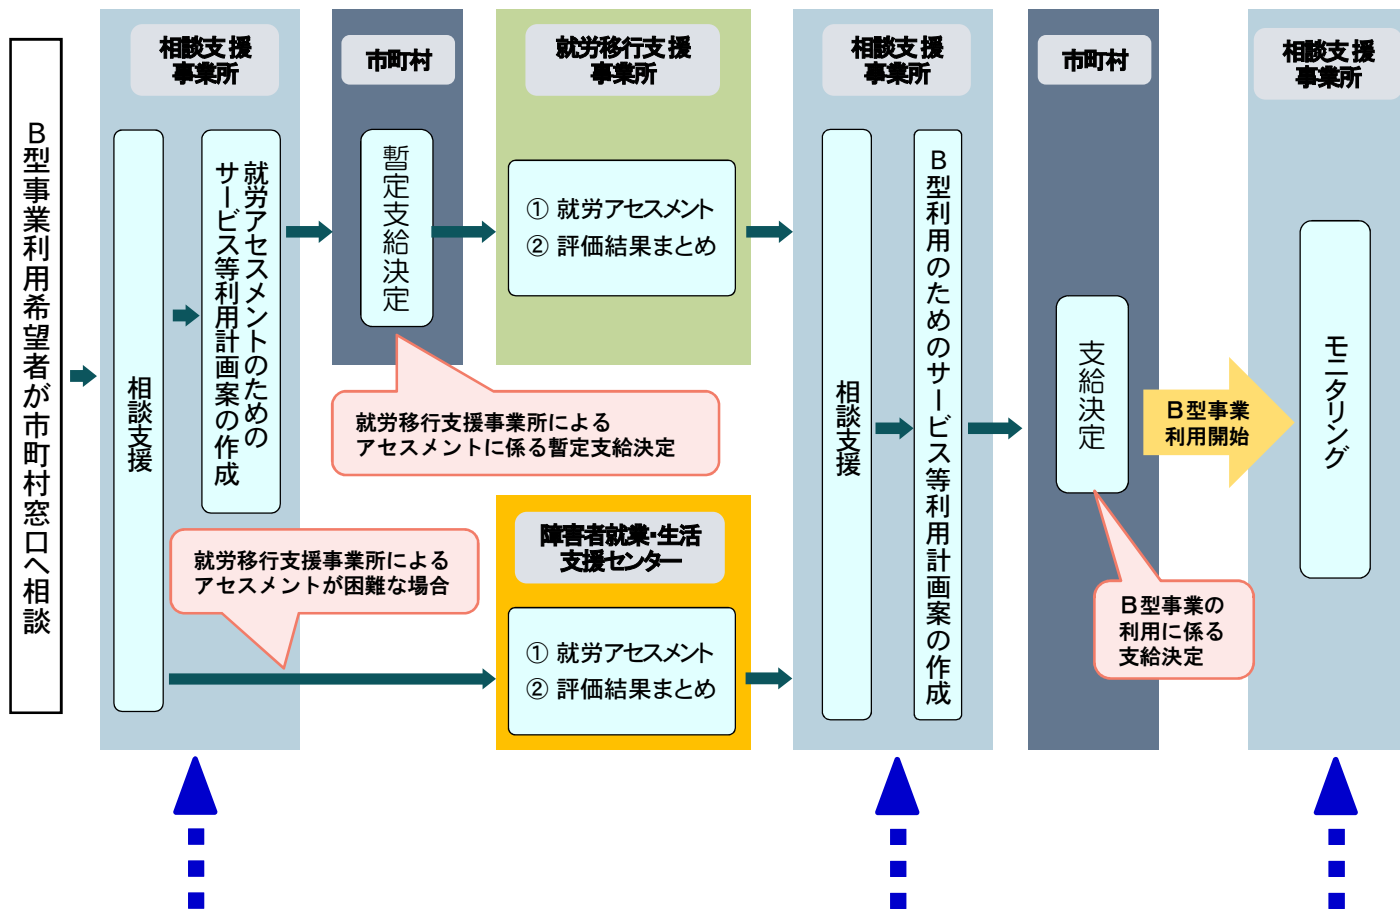 B型事業利用希望者が市町村窓口へ相談
相談支援
事業所
相談支援
就労アセスメントのための
サービス等利用計画案の作成
市町村
暫定支給決定
就労移行支援事業所による
アセスメントに係る暫定支給決定
就労移行支援
事業所
① 就労アセスメント
② 評価結果まとめ
就労移行支援事業所による
アセスメントが困難な場合
障害者就業・生活
支援センター
① 就労アセスメント
② 評価結果まとめ
相談支援
事業所
相談支援
B型利用のためのサービス等利用計画案の作成
市町村
支給決定
B型事業の
利用に係る
支給決定
B型事業
利用開始
相談支援
事業所
モニタリング